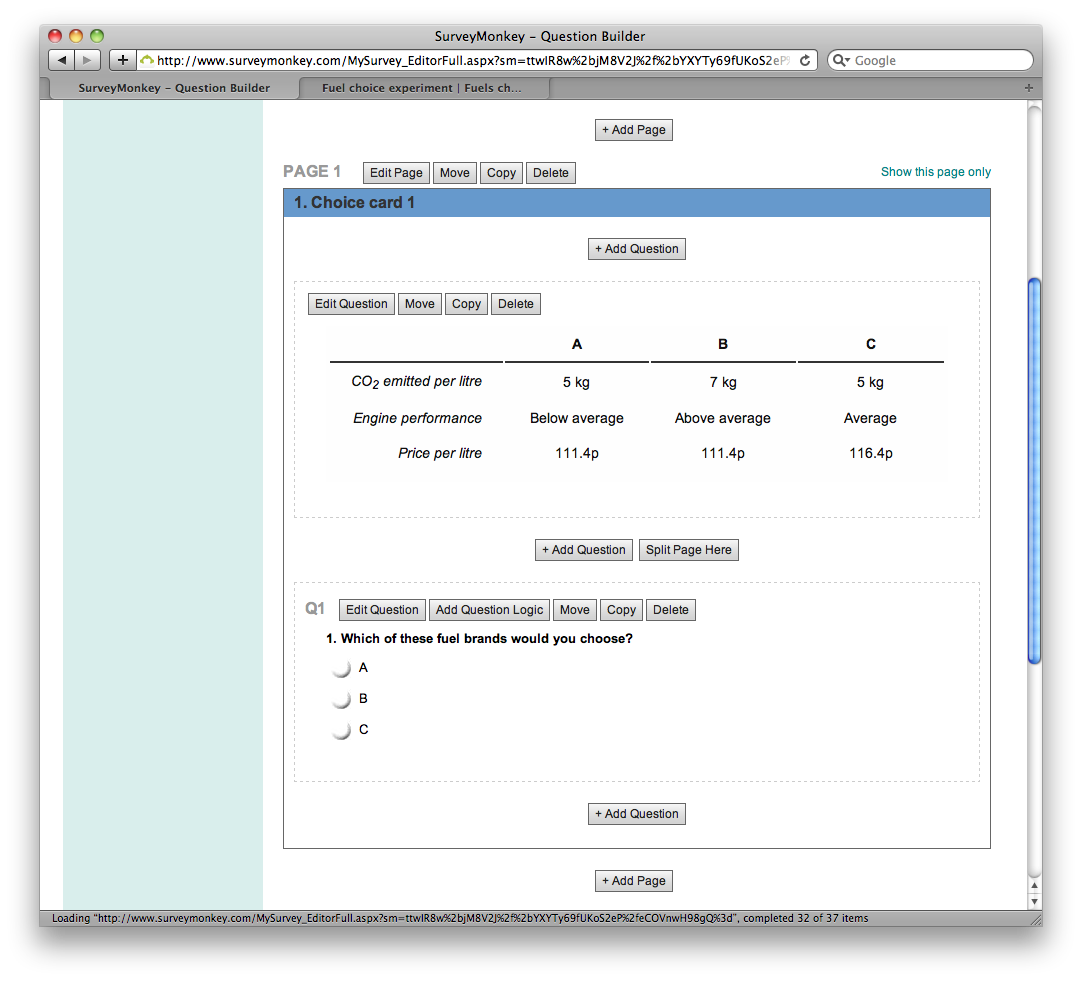 SurveyMonkey – Question Builder
http://www.surveymonkey.com/MySurvey_EditorFull.aspx?sm=ttwlR8w%2bjM8V2J%2f%2bYXYTy69fUKoS2eP%
Google
SurveyMonkey – Question Builder Fuel choice experiment | Fuels ch...
+ Add Page
PAGE 1 Edit Page Move Copy Delete Show this page only
1. Choice card 1
+ Add Question
Edit Question Move Copy Delete
A B C
CO2 emitted per litre 5 kg 7 kg 5 kg
Engine performance Below average Above average Average
Price per litre 111.4p 111.4p 116.4p
+ Add Question Split Page Here
Q1 Edit Question Add Question Logic Move Copy Delete
1. Which of these fuel brands would you choose?
A
B
C
+ Add Question
+ Add Page
Loading "http://www.surveymonkey.com/MySurvey_EditorFull.aspx?sm=ttwlR8w%2bjM8V2J%2f%2bYXYTy69fUKoS2eP%2feCOVnwH98gQ%3d", completed 32 of 37 items